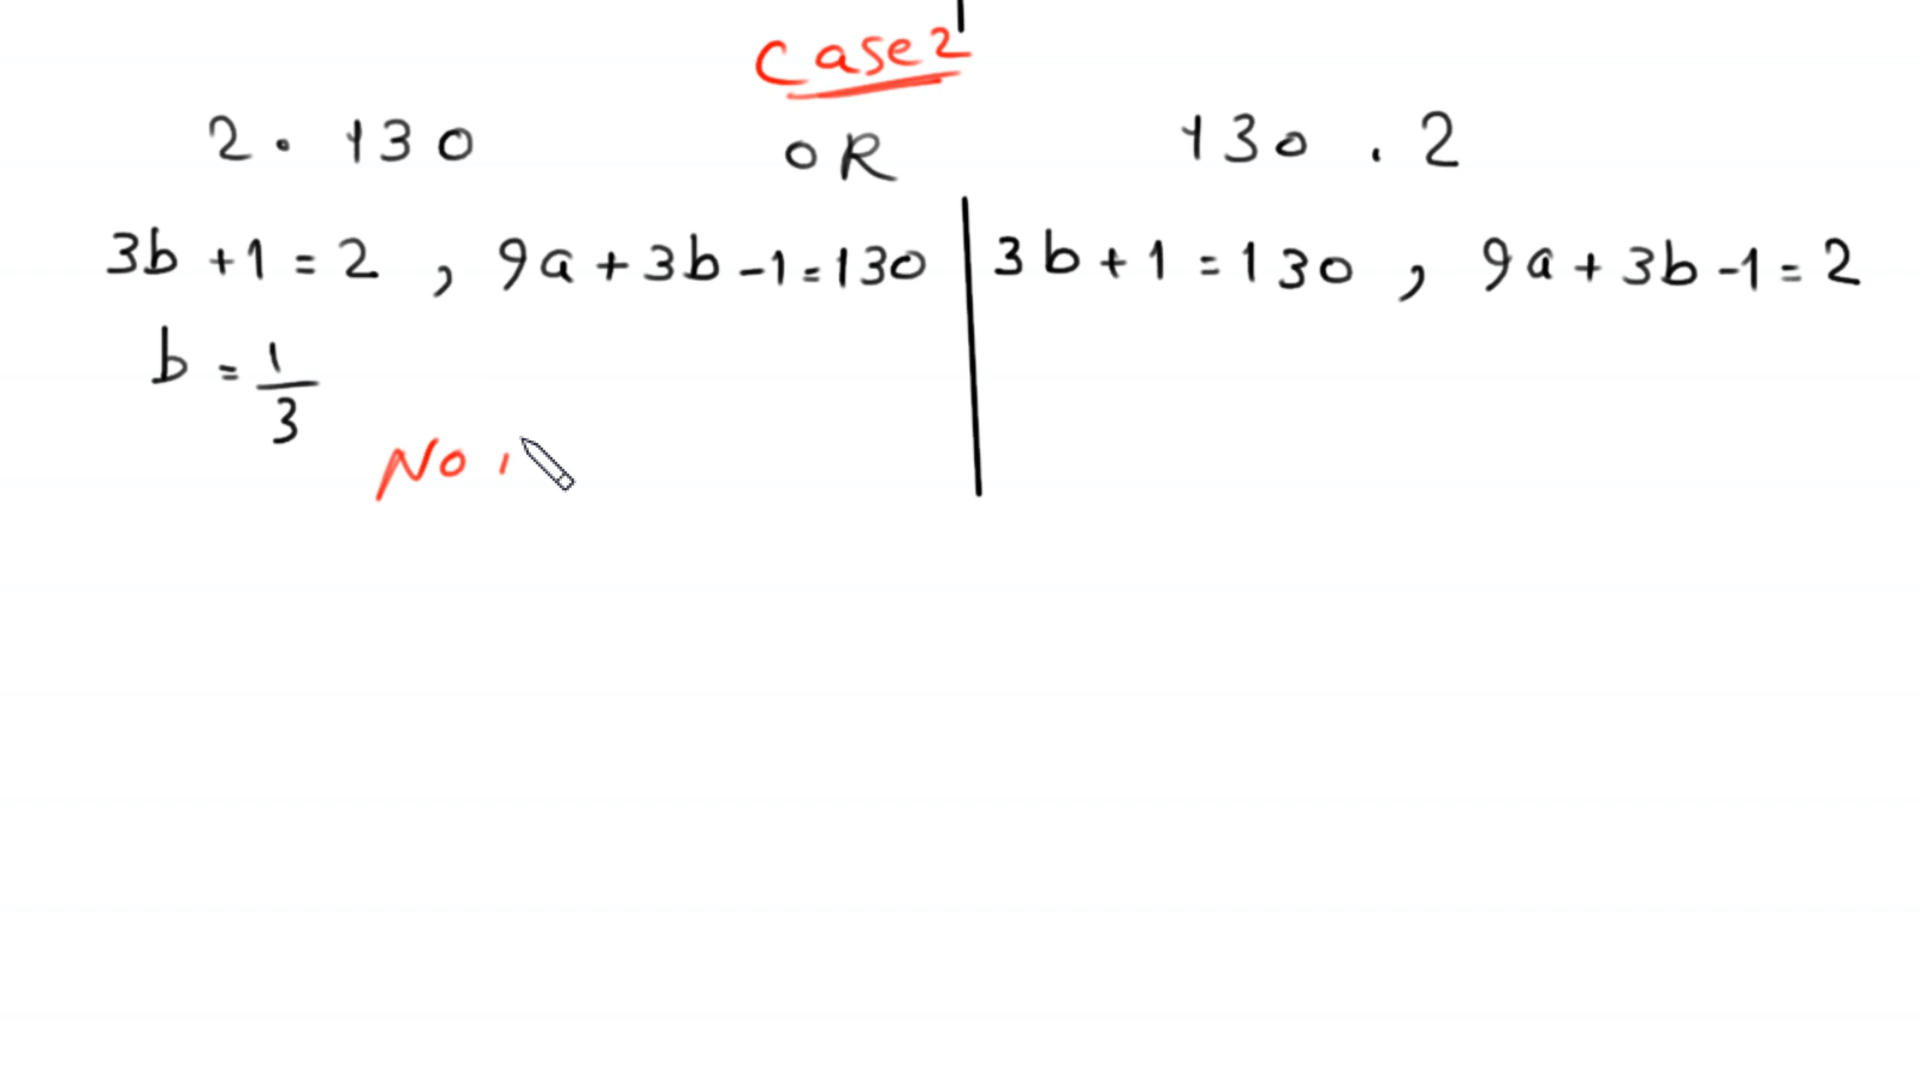 Case 2
2 . 130 OR 130 . 2
3b + 1 = 2 , 9a + 3b - 1 = 130 | 3b + 1 = 130 , 9a + 3b - 1 = 2
b = 1/3
No